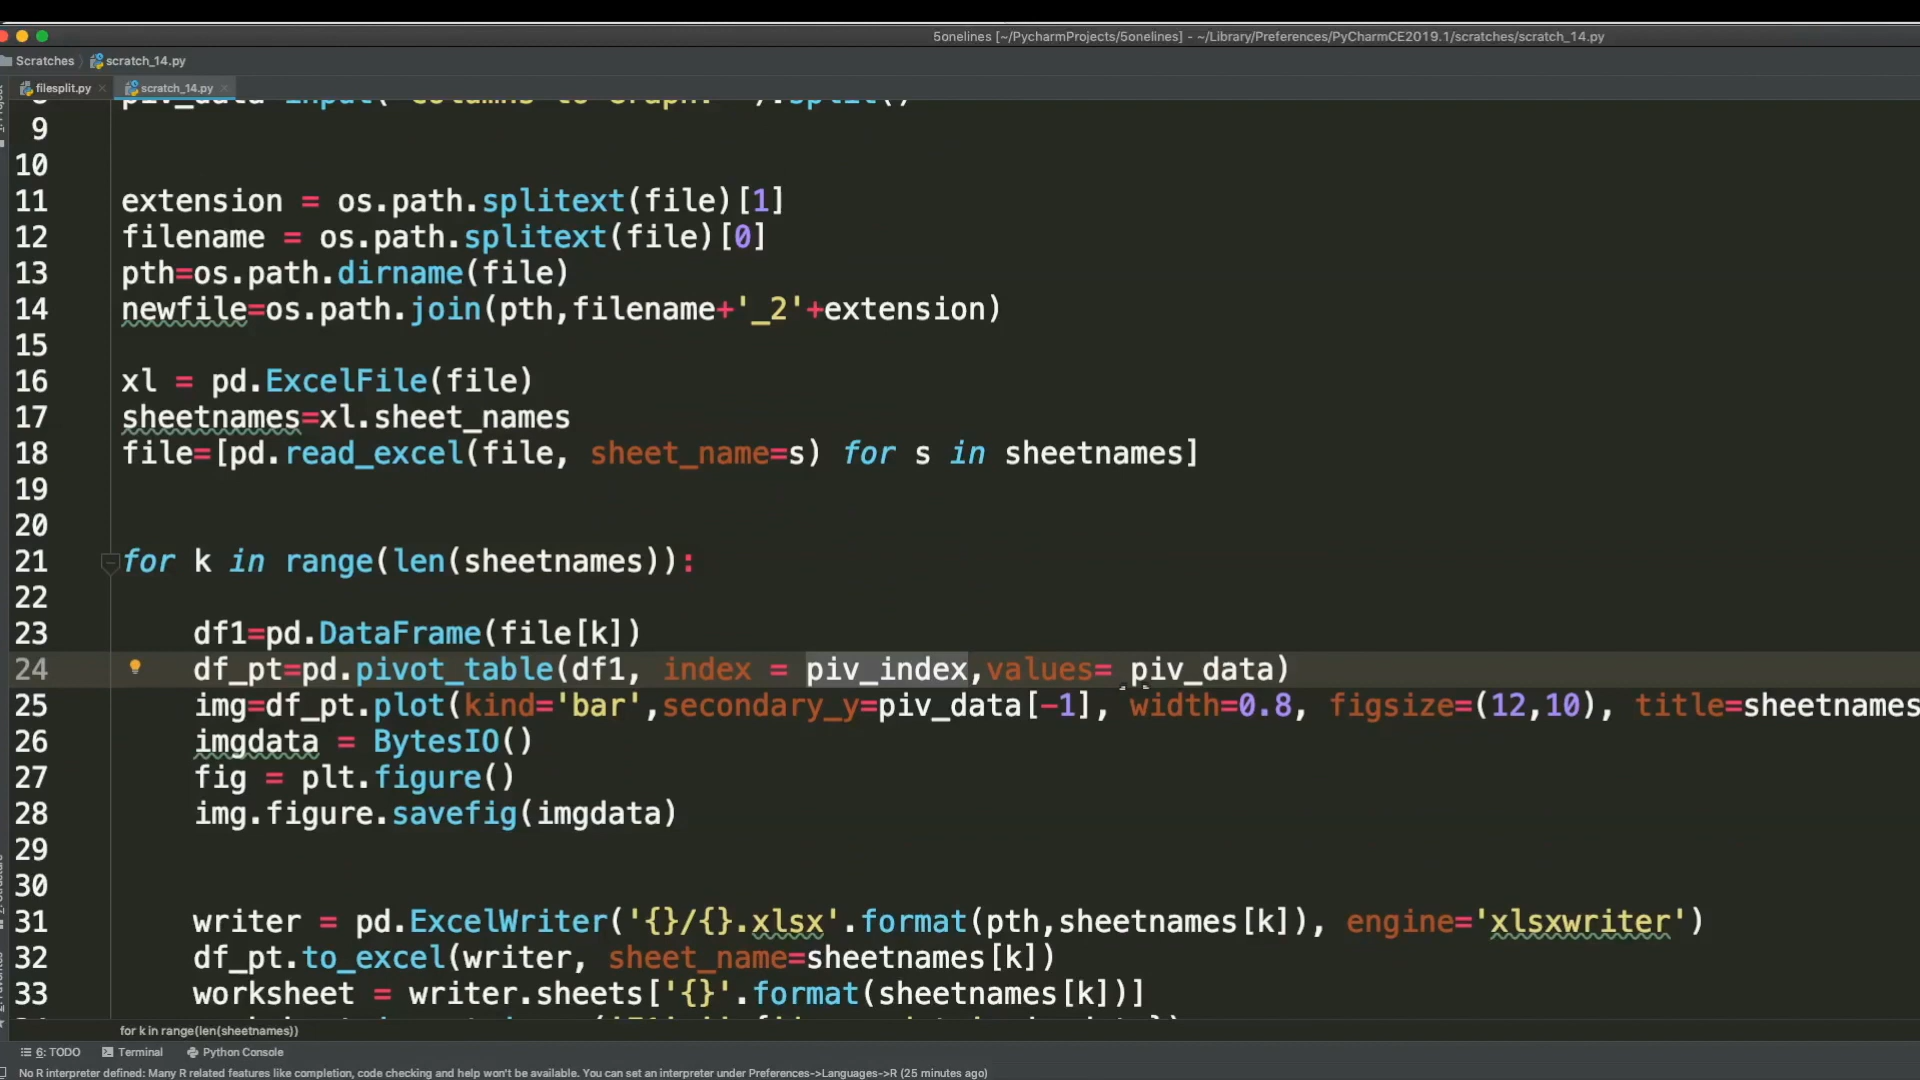 5onelines [~/PycharmProjects/5onelines] - ~/Library/Preferences/PyCharmCE2019.1/scratches/scratch_14.py
Scratches scratch_14.py
filesplit.py scratch_14.py
piv_data input("Columns to Graph: ").split()
9
10
11 extension = os.path.splitext(file)[1]
12 filename = os.path.splitext(file)[0]
13 pth=os.path.dirname(file)
14 newfile=os.path.join(pth,filename+'_2'+extension)
15
16 xl = pd.ExcelFile(file)
17 sheetnames=xl.sheet_names
18 file=[pd.read_excel(file, sheet_name=s) for s in sheetnames]
19
20
21 for k in range(len(sheetnames)):
22
23 df1=pd.DataFrame(file[k])
24 df_pt=pd.pivot_table(df1, index = piv_index,values= piv_data)
25 img=df_pt.plot(kind='bar',secondary_y=piv_data[-1], width=0.8, figsize=(12,10), title=sheetnames
26 imgdata = BytesIO()
27 fig = plt.figure()
28 img.figure.savefig(imgdata)
29
30
31 writer = pd.ExcelWriter('{}/{}.xlsx'.format(pth,sheetnames[k]), engine='xlsxwriter')
32 df_pt.to_excel(writer, sheet_name=sheetnames[k])
33 worksheet = writer.sheets['{}'.format(sheetnames[k])]
for k in range(len(sheetnames))
6: TODO Terminal Python Console
No R interpreter defined: Many R related features like completion, code checking and help won't be available. You can set an interpreter under Preferences->Languages->R (25 minutes ago)